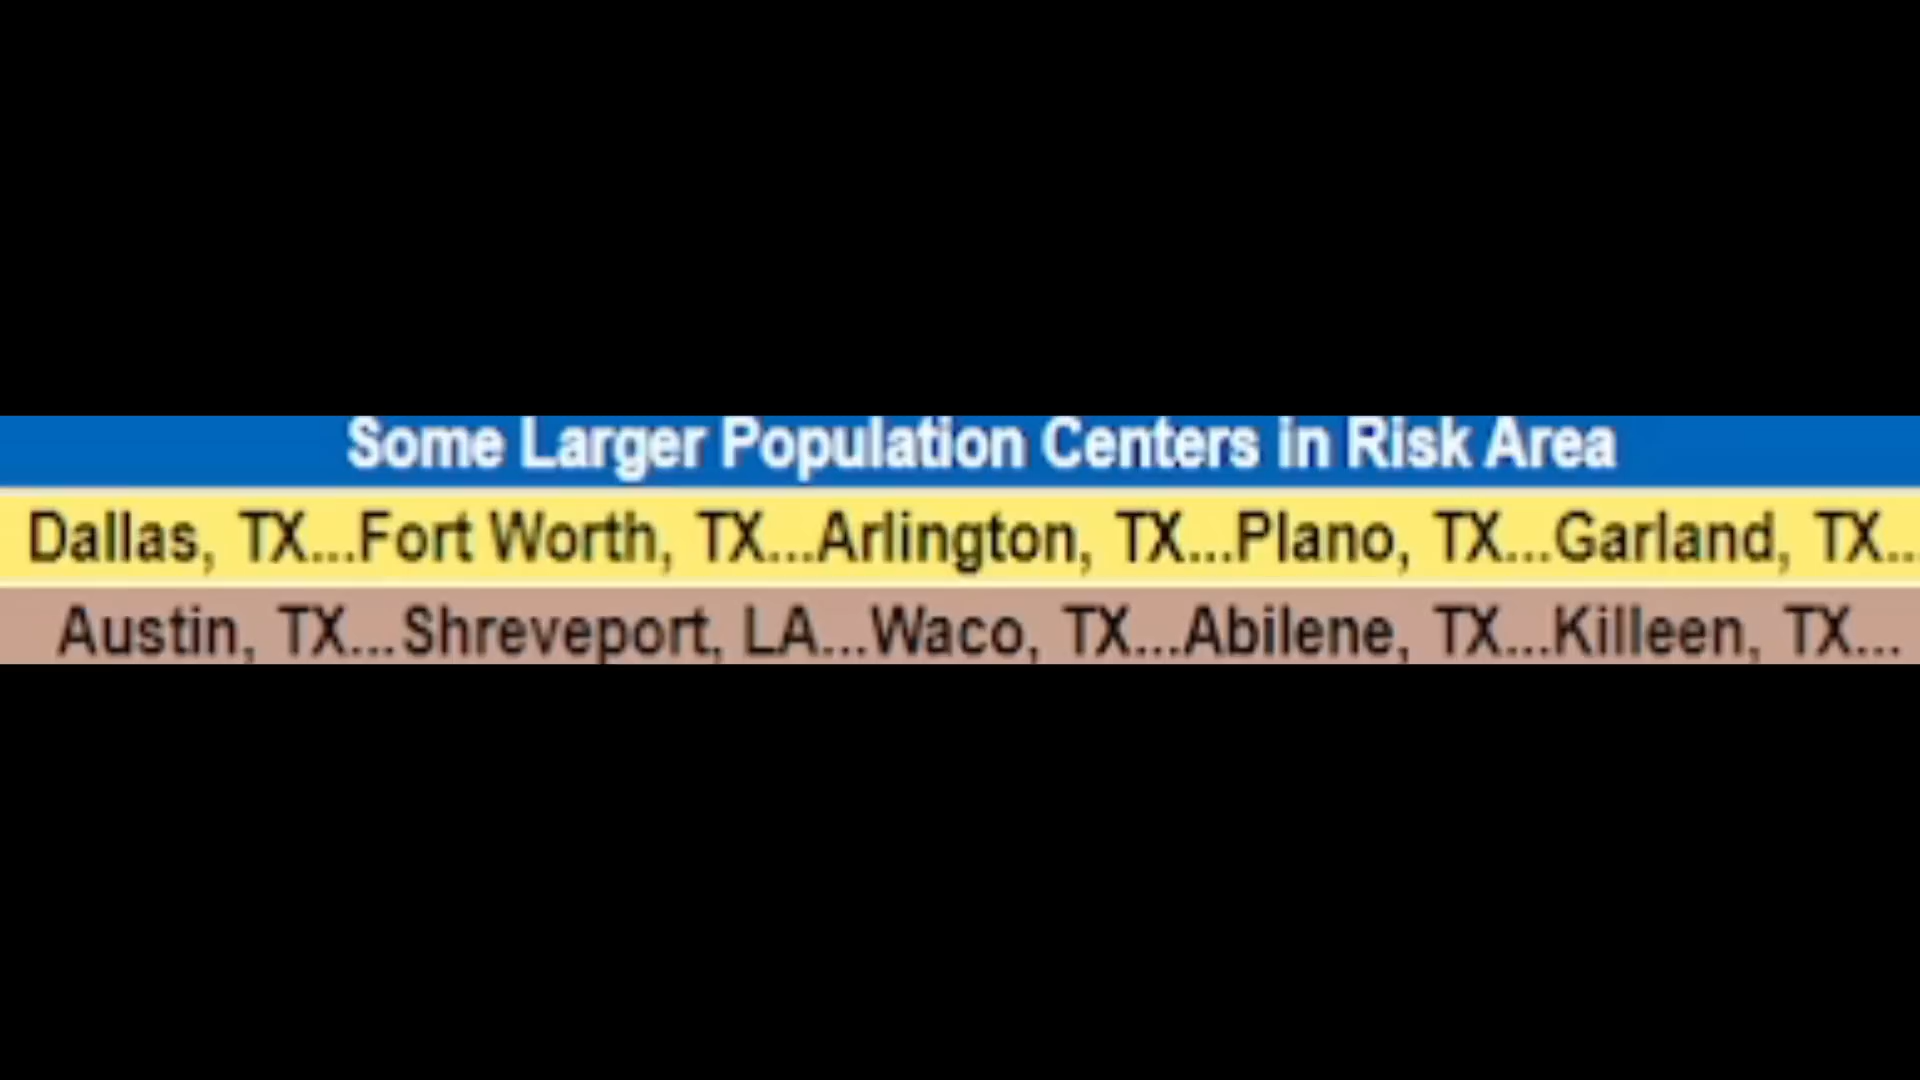 Some Larger Population Centers in Risk Area
Dallas, TX...Fort Worth, TX...Arlington, TX...Plano, TX...Garland, TX...
Austin, TX...Shreveport, LA...Waco, TX...Abilene, TX...Killeen, TX...